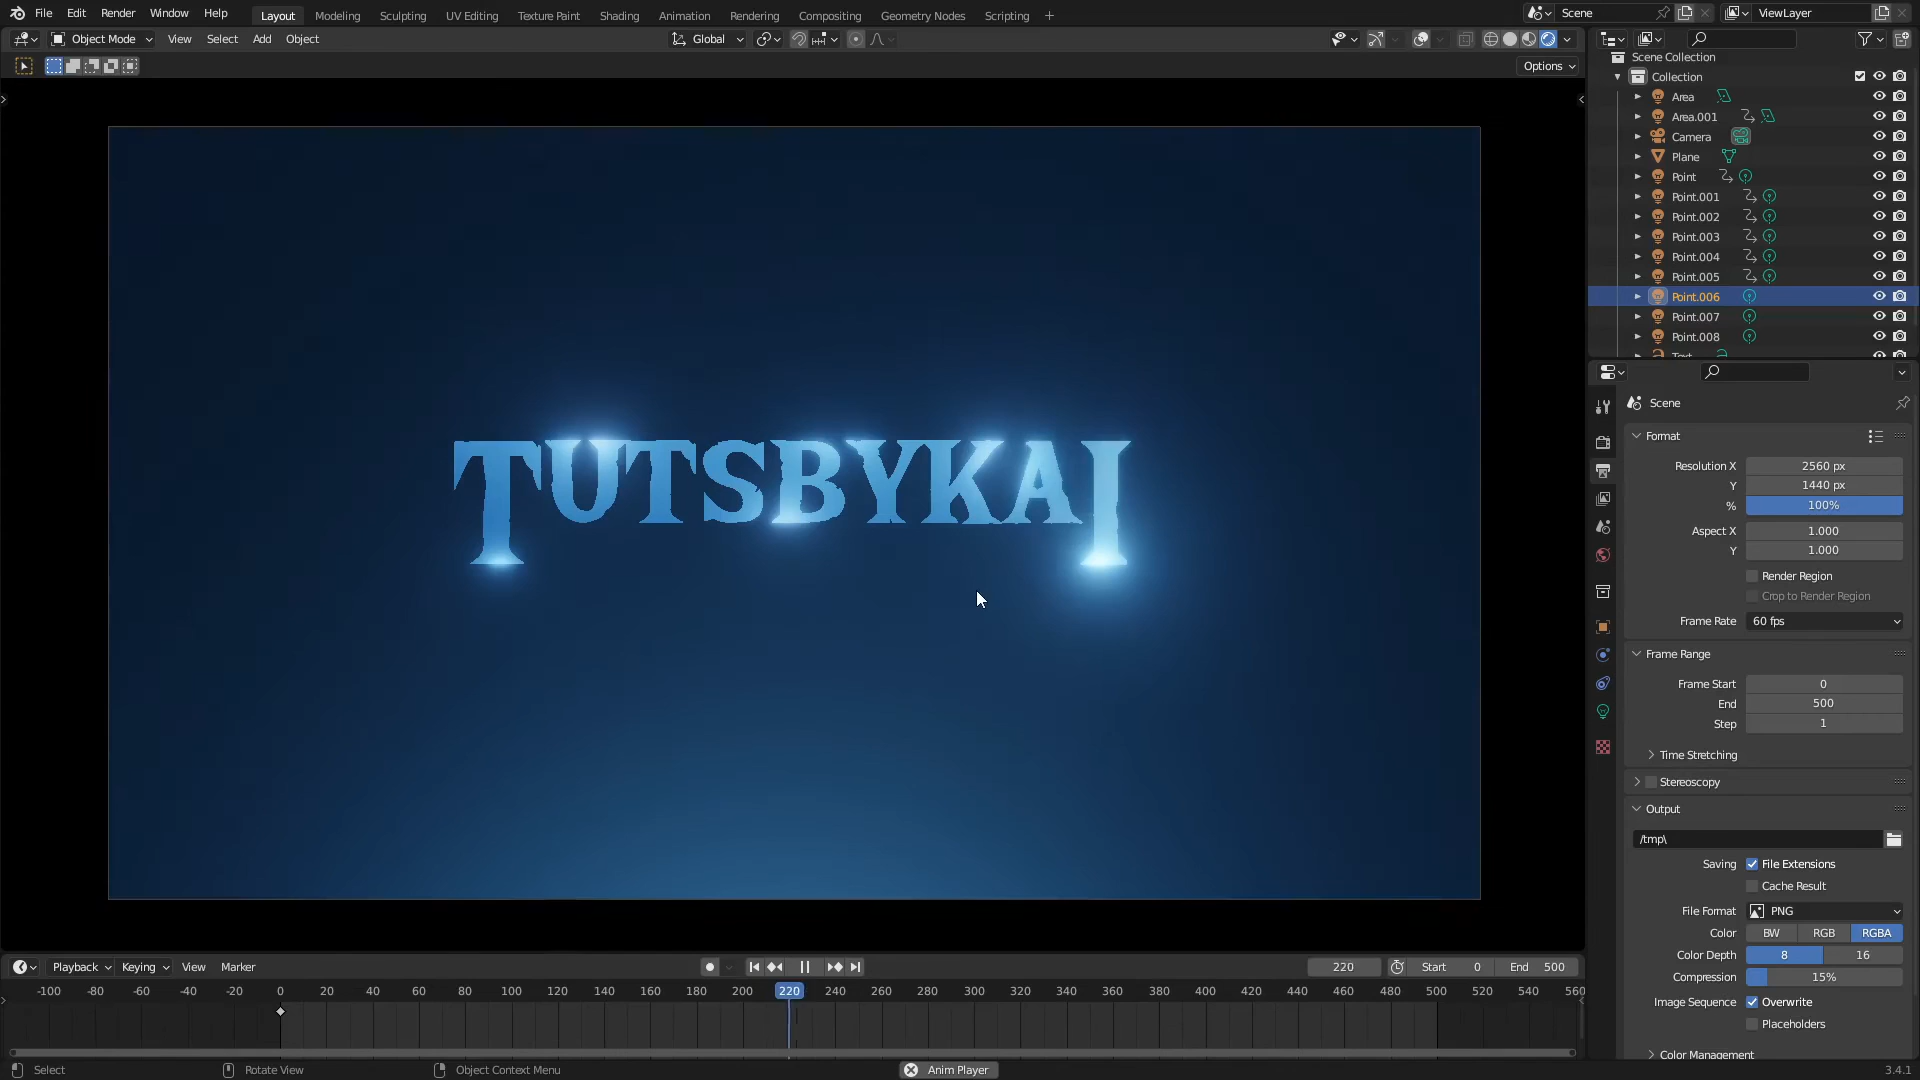 File Edit Render Window Help Layout Modeling Sculpting UV Editing Texture Paint Shading Animation Rendering Compositing Geometry Nodes Scripting + Scene ViewLayer
Object Mode View Select Add Object Global
Options
Scene Collection
Collection
Area
Area.001
Camera
Plane
Point
Point.001
Point.002
Point.003
Point.004
Point.005
Point.006
Point.007
Point.008
Text
TUTSBYKAI
Scene
Format
Resolution X 2560 px
Y 1440 px
% 100%
Aspect X 1.000
Y 1.000
Render Region
Crop to Render Region
Frame Rate 60 fps
Frame Range
Frame Start 0
End 500
Step 1
Time Stretching
Stereoscopy
Output
/tmp\
Saving File Extensions
Cache Result
File Format PNG
Color BW RGB RGBA
Color Depth 8 16
Compression 15%
Image Sequence Overwrite
Placeholders
Color Management
Playback Keying View Marker 220 Start 0 End 500
-100 -80 -60 -40 -20 0 20 40 60 80 100 120 140 160 180 200 220 240 260 280 300 320 340 360 380 400 420 440 460 480 500 520 540 560
Select Rotate View Object Context Menu Anim Player 3.4.1